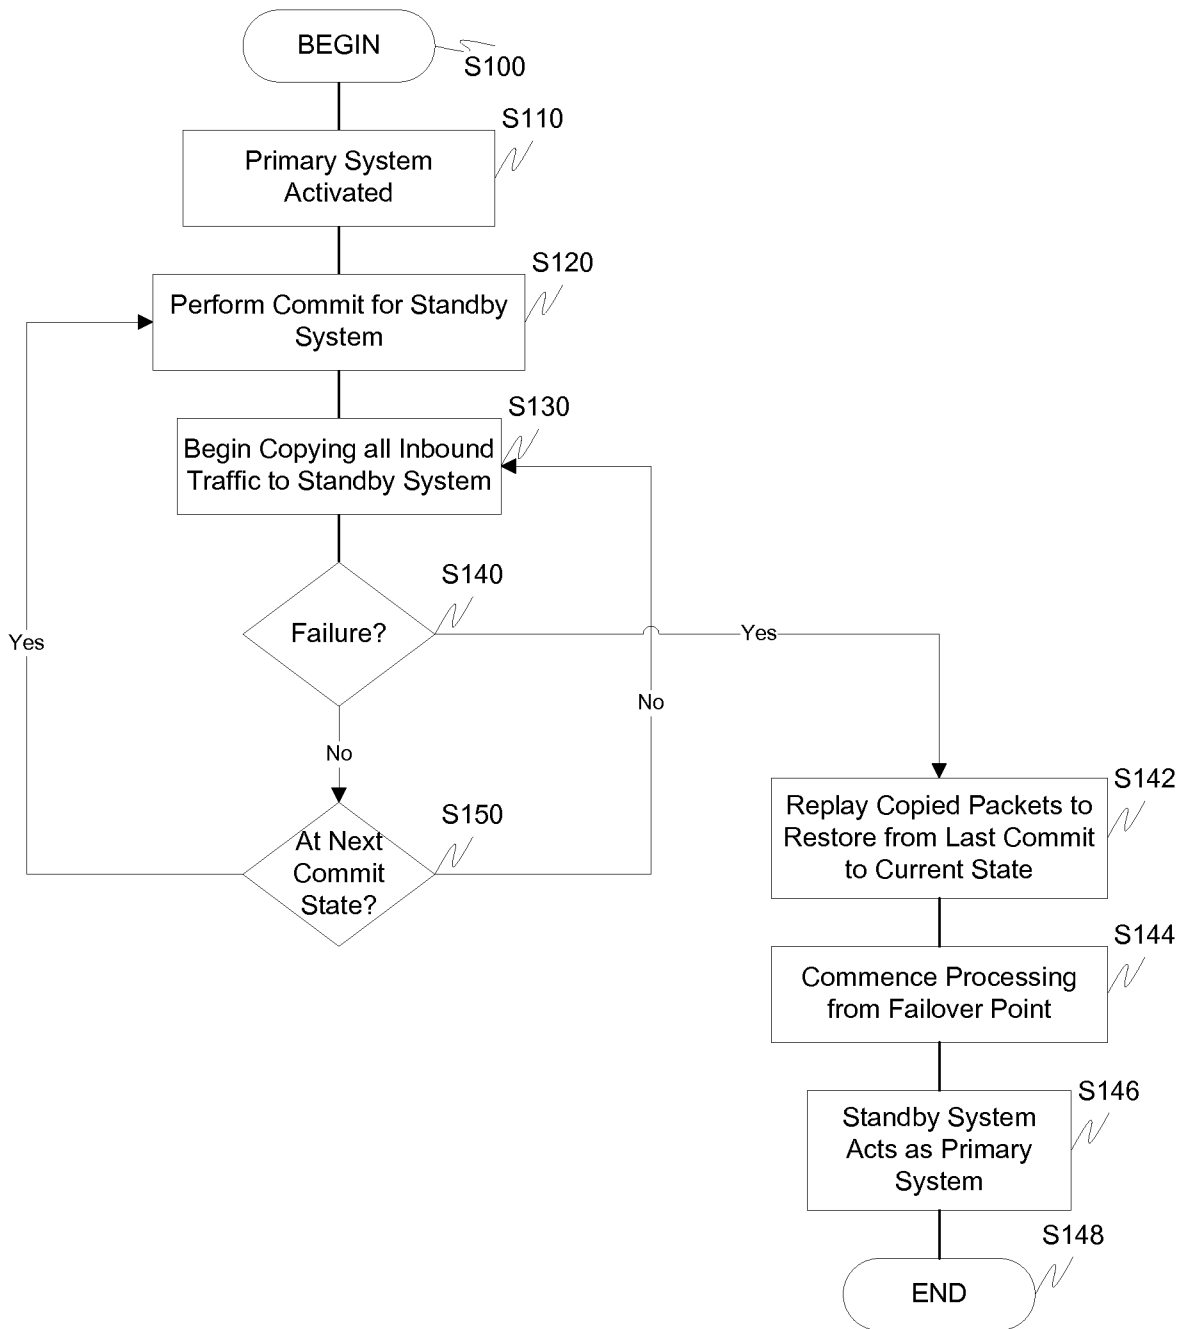 BEGIN
S100
S110
Primary System
Activated
S120
Perform Commit for Standby
System
S130
Begin Copying all Inbound
Traffic to Standby System
S140
Failure?
Yes
Yes
No
No
S150
At Next
Commit
State?
S142
Replay Copied Packets to
Restore from Last Commit
to Current State
S144
Commence Processing
from Failover Point
S146
Standby System
Acts as Primary
System
S148
END